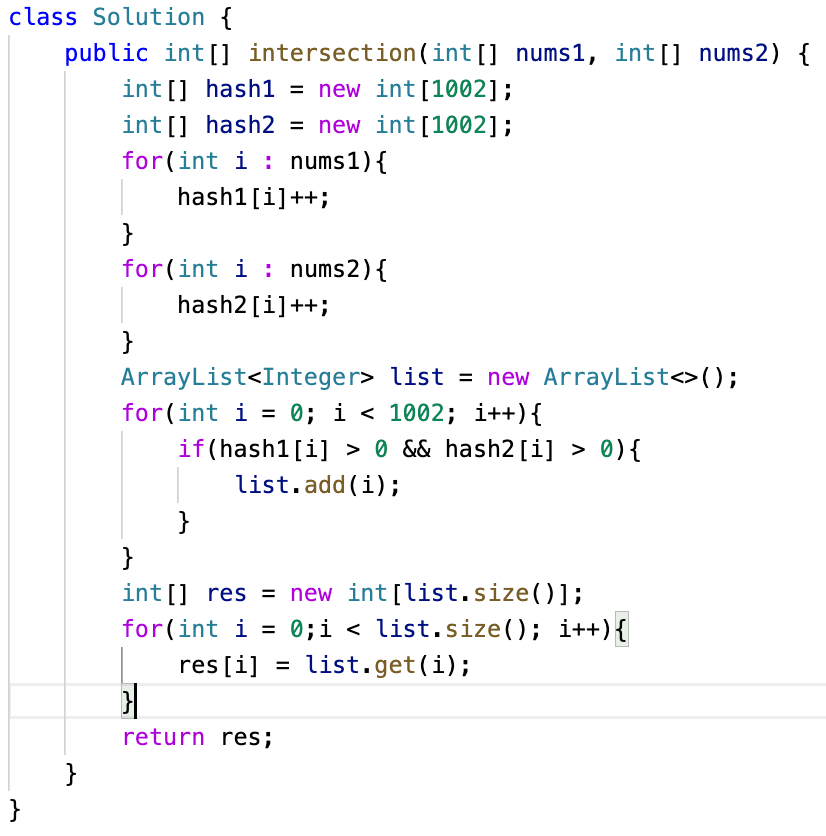 class Solution {
    public int[] intersection(int[] nums1, int[] nums2) {
        int[] hash1 = new int[1002];
        int[] hash2 = new int[1002];
        for(int i : nums1){
            hash1[i]++;
        }
        for(int i : nums2){
            hash2[i]++;
        }
        ArrayList<Integer> list = new ArrayList<>();
        for(int i = 0; i < 1002; i++){
            if(hash1[i] > 0 && hash2[i] > 0){
                list.add(i);
            }
        }
        int[] res = new int[list.size()];
        for(int i = 0;i < list.size(); i++){
            res[i] = list.get(i);
        }
        return res;
    }
}